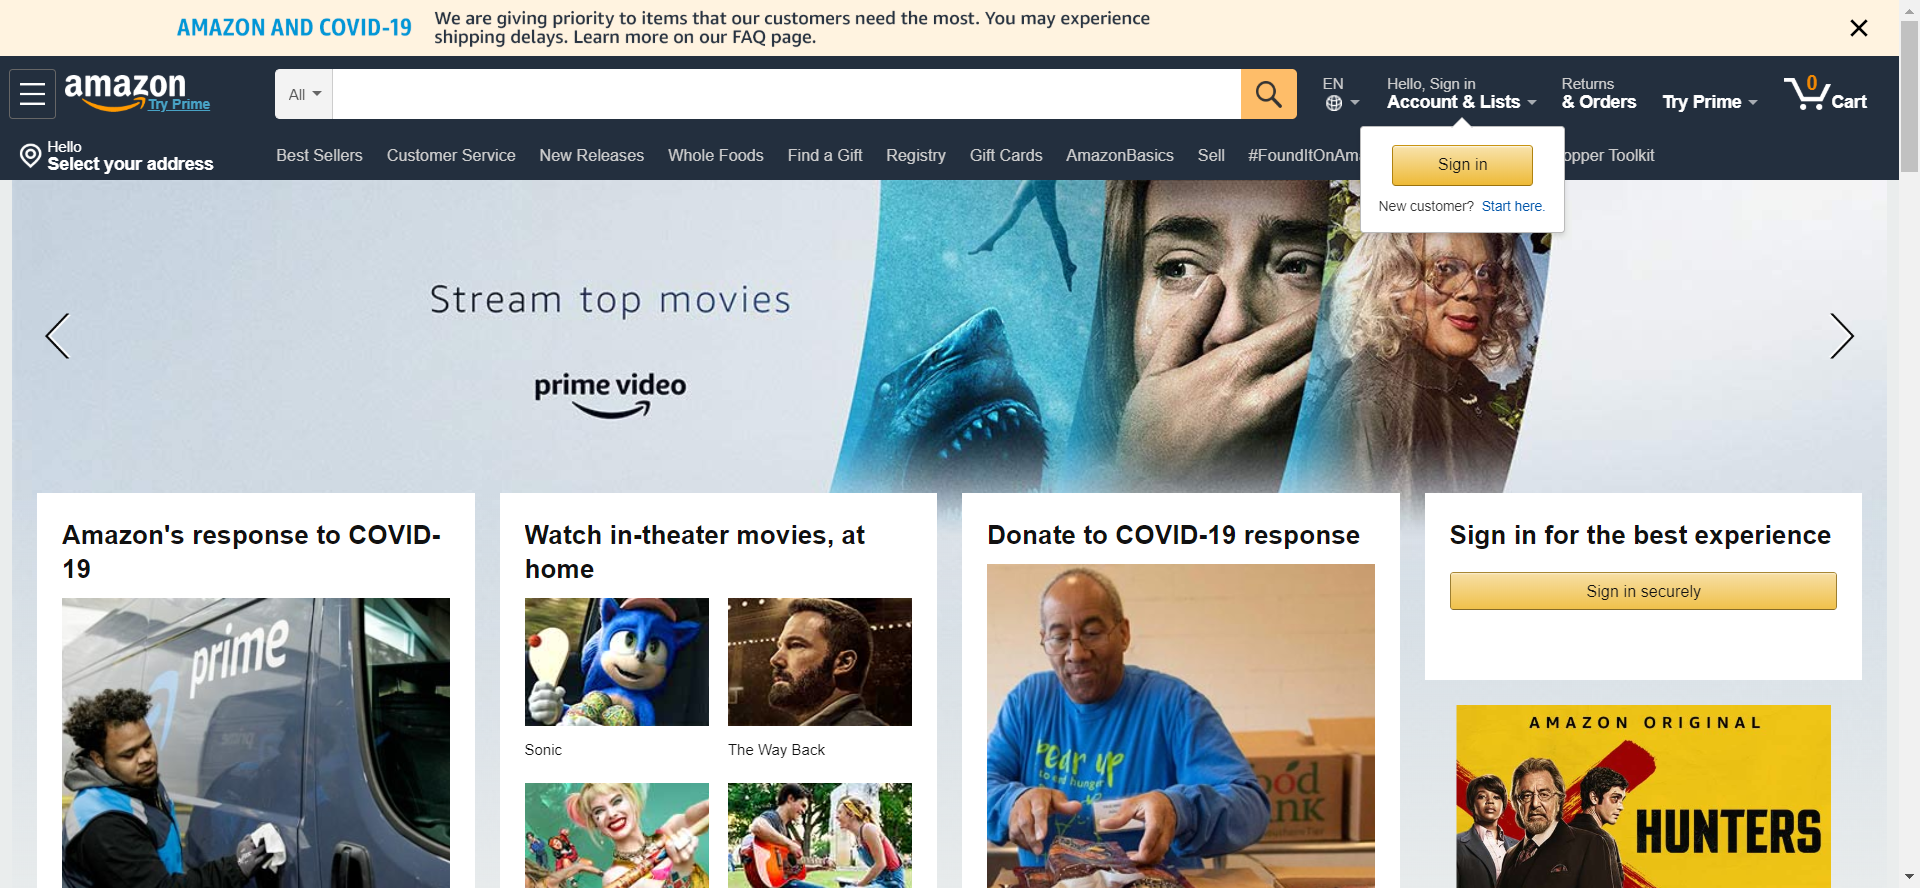 AMAZON AND COVID-19
We are giving priority to items that our customers need the most. You may experience
shipping delays. Learn more on our FAQ page.
amazon
Try Prime
All
EN
Hello, Sign in
Account & Lists
Returns
& Orders
Try Prime
0
Cart
Hello
Select your address
Best Sellers
Customer Service
New Releases
Whole Foods
Find a Gift
Registry
Gift Cards
AmazonBasics
Sell
#FoundItOnAma
opper Toolkit
Sign in
New customer? Start here.
Stream top movies
prime video
Amazon's response to COVID-
19
prime
Watch in-theater movies, at
home
Sonic
The Way Back
Donate to COVID-19 response
to end hunger
Sign in for the best experience
Sign in securely
AMAZON ORIGINAL
HUNTERS